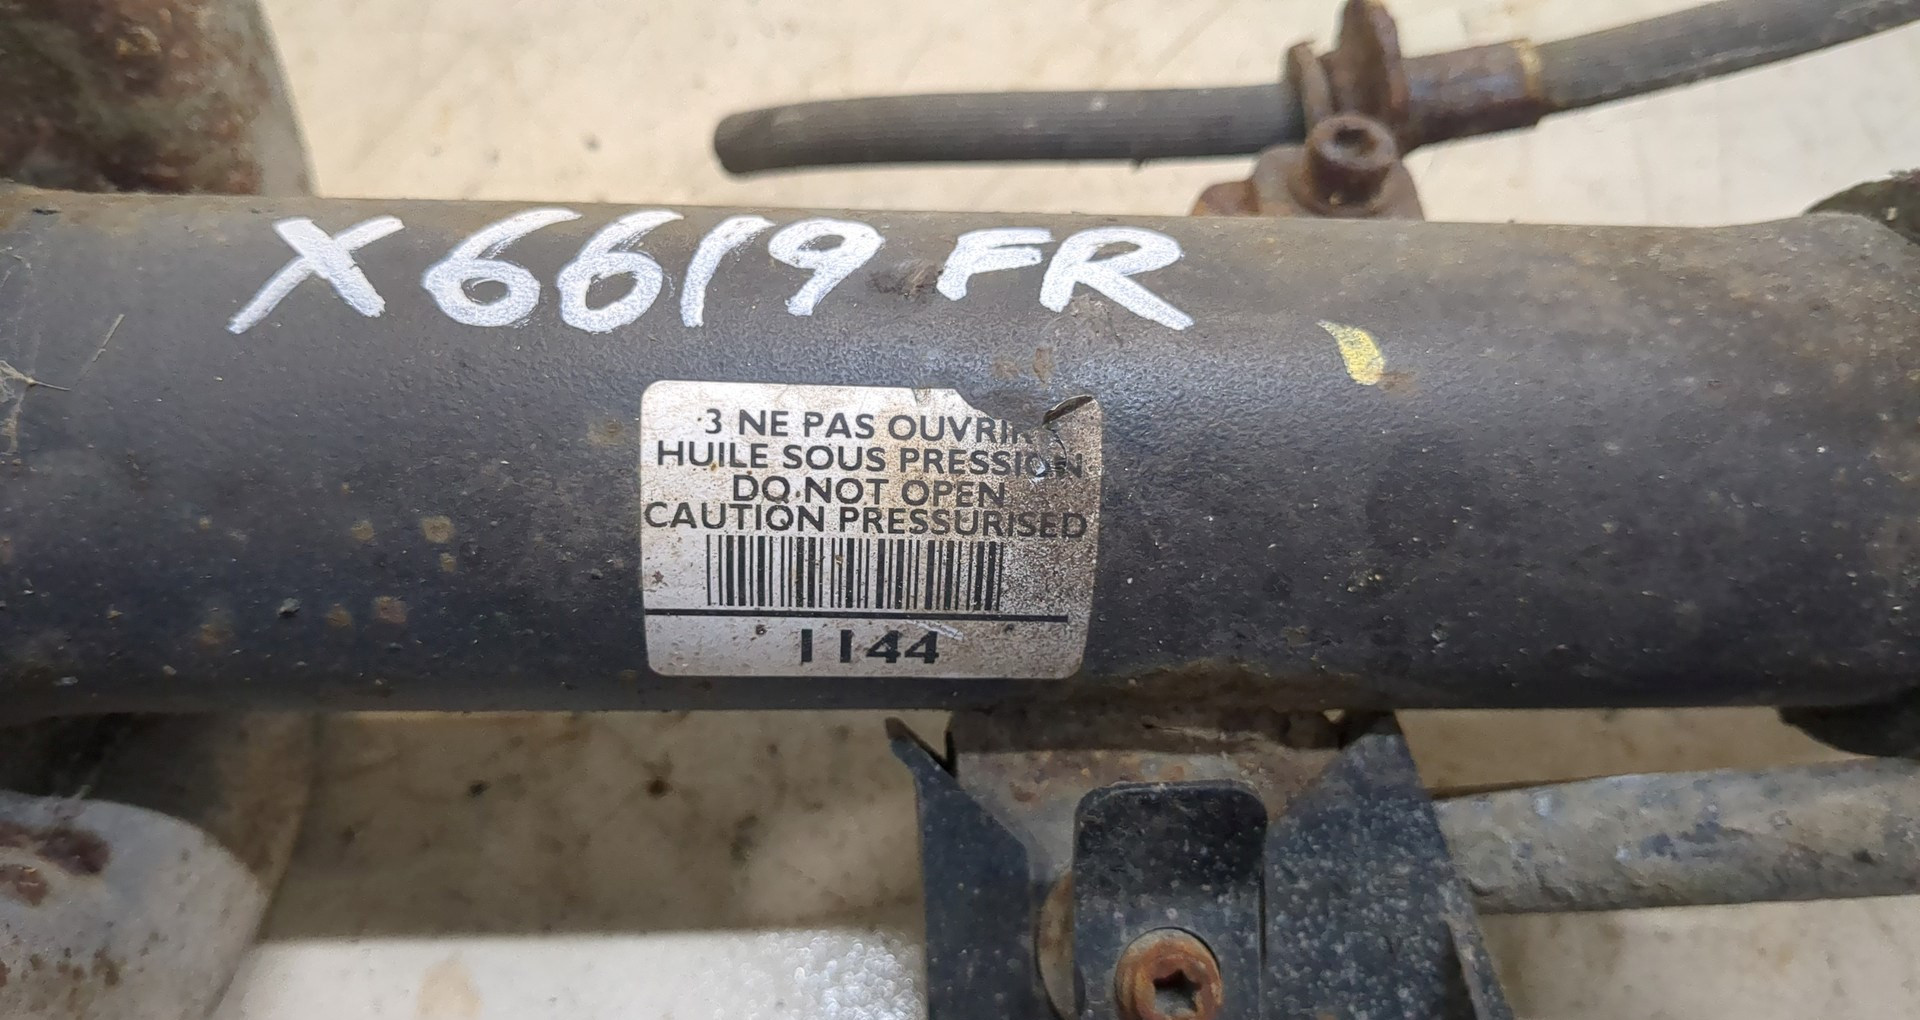 X6619 FR
3 NE PAS OUVRIR
HUILE SOUS PRESSION
DO NOT OPEN
CAUTION PRESSURISED
1144